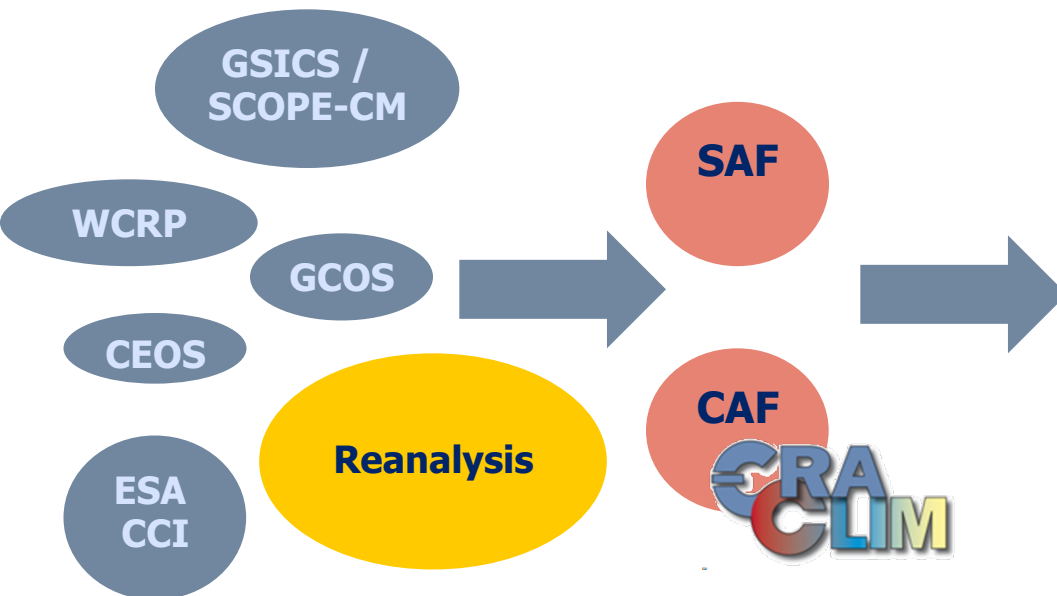 GSICS /
SCOPE-CM
WCRP
GCOS
CEOS
ESA
CCI
Reanalysis
SAF
CAF
ERA
CLIM